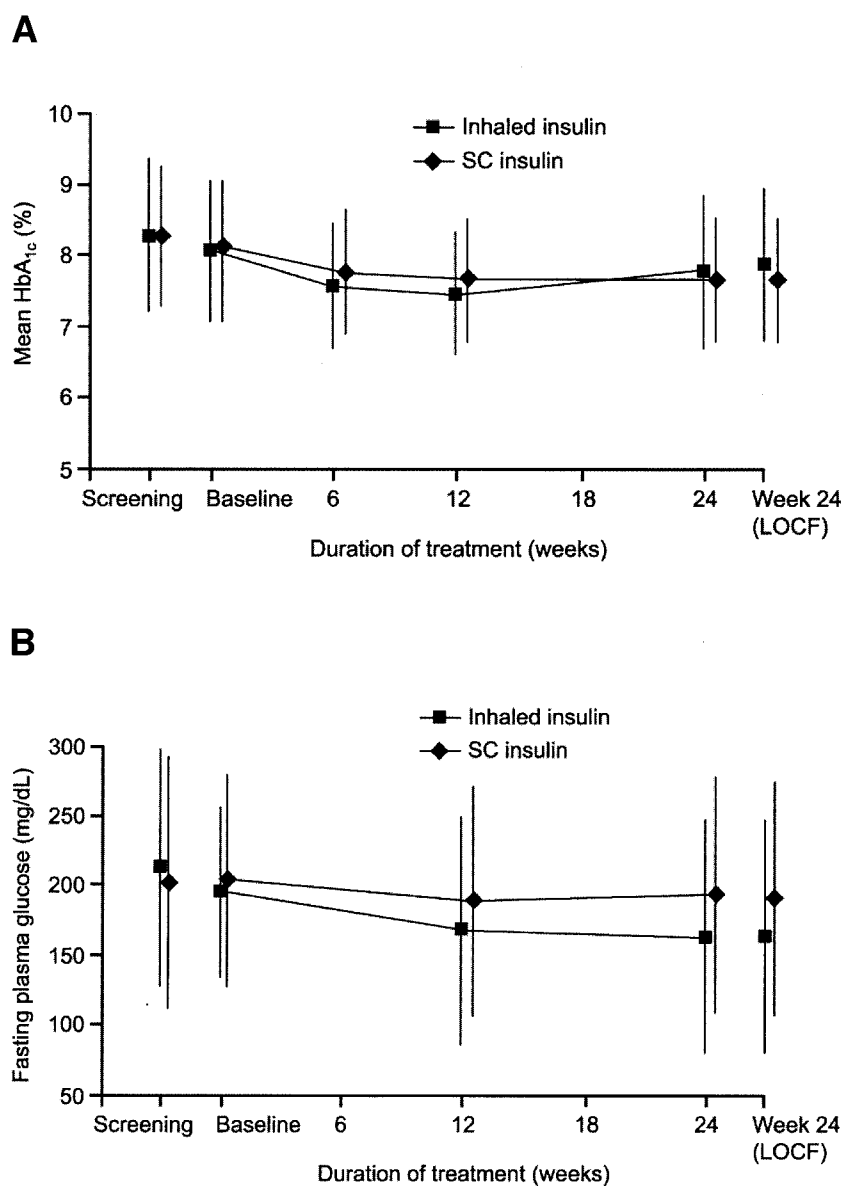 A
10
9
8
7
6
5
Mean HbA1c (%)
Inhaled insulin
SC insulin
Screening Baseline 6 12 18 24 Week 24
(LOCF)
Duration of treatment (weeks)
B
300
250
200
150
100
50
Fasting plasma glucose (mg/dL)
Inhaled insulin
SC insulin
Screening Baseline 6 12 18 24 Week 24
(LOCF)
Duration of treatment (weeks)